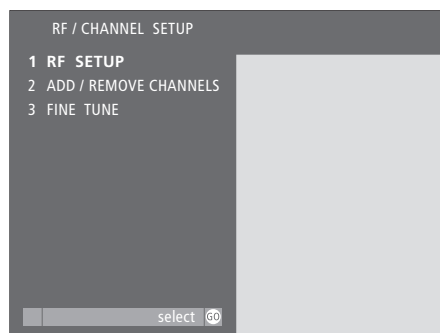 RF / CHANNEL SETUP
1 RF SETUP
2 ADD / REMOVE CHANNELS
3 FINE TUNE
select GO